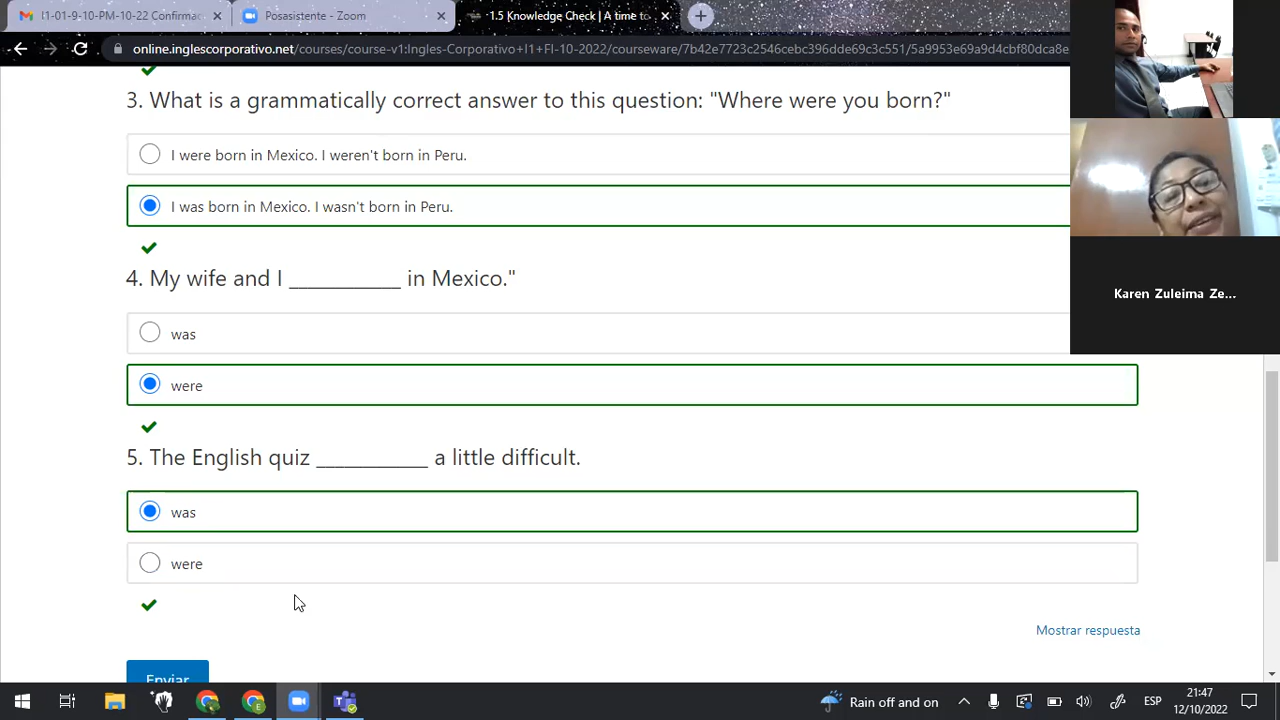 1-01-9-10-PM-10-22 Confirmac
Posasistente - Zoom
1.5 Knowledge Check | A time to
online.inglescorporativo.net/courses/course-v1:Ingles-Corporativo+I1+FI-10-2022/courseware/7b42e7723c2546cebc396dde69c3c551/5a9953e69a9d4cbf80dca8e
3. What is a grammatically correct answer to this question: "Where were you born?"
I were born in Mexico. I weren't born in Peru.
I was born in Mexico. I wasn't born in Peru.
4. My wife and I ___________ in Mexico."
was
were
5. The English quiz ___________ a little difficult.
was
were
Mostrar respuesta
Enviar
Karen Zuleima Ze...
Rain off and on
ESP
21:47
12/10/2022